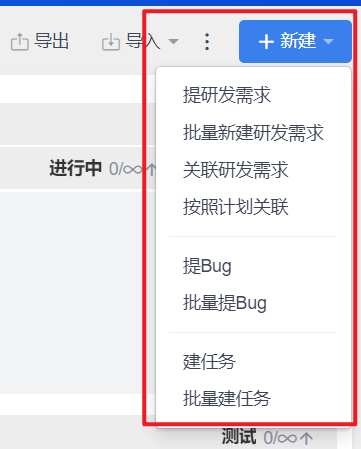 导出 导入 新建
提研发需求
批量新建研发需求
关联研发需求
进行中 0/∞
按照计划关联
提Bug
批量提Bug
建任务
批量建任务
测试 0/∞